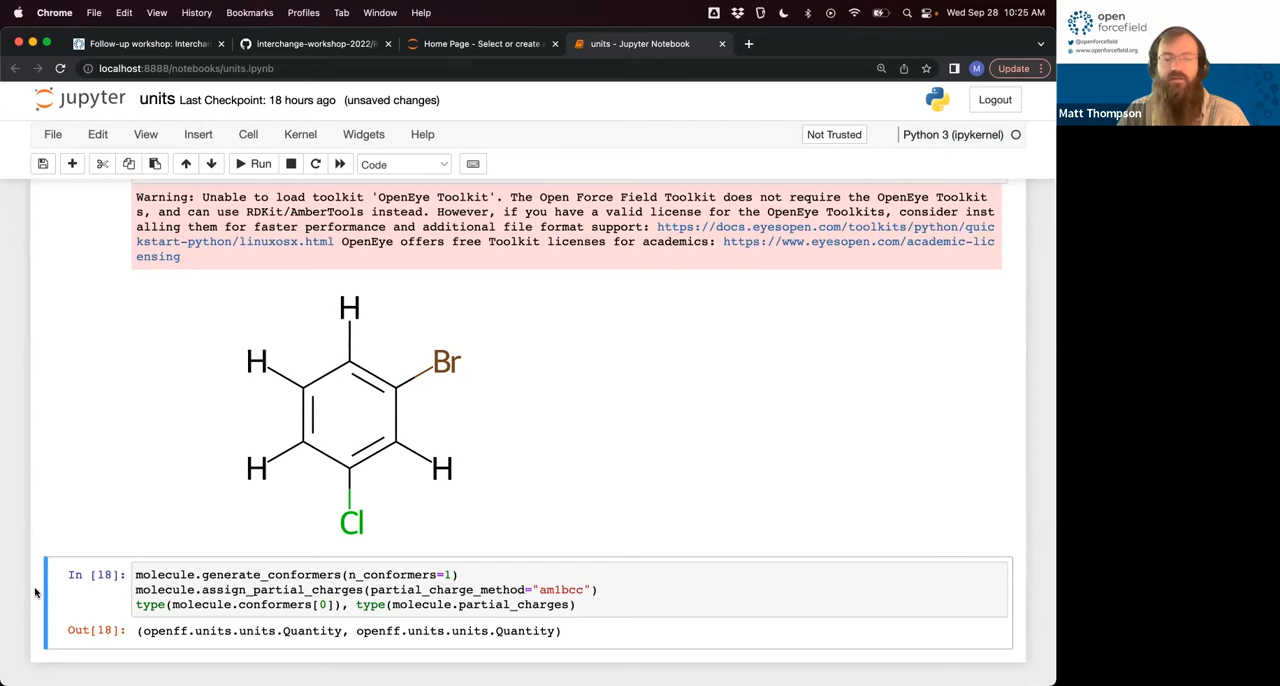 Chrome File Edit View History Bookmarks Profiles Tab Window Help Wed Sep 28 10:25 AM
Follow-up workshop: Interchan
interchange-workshop-2022/R
Home Page - Select or create a
units - Jupyter Notebook
localhost:8888/notebooks/units.ipynb
M
Update
jupyter units Last Checkpoint: 18 hours ago (unsaved changes)
Logout
File Edit View Insert Cell Kernel Widgets Help
Not Trusted
Python 3 (ipykernel)
Run
Code
Warning: Unable to load toolkit 'OpenEye Toolkit'. The Open Force Field Toolkit does not require the OpenEye Toolkit
s, and can use RDKit/AmberTools instead. However, if you have a valid license for the OpenEye Toolkits, consider inst
alling them for faster performance and additional file format support: https://docs.eyesopen.com/toolkits/python/quic
kstart-python/linuxosx.html OpenEye offers free Toolkit licenses for academics: https://www.eyesopen.com/academic-lic
ensing
H
H
Br
H
H
Cl
In [18]: molecule.generate_conformers(n_conformers=1)
molecule.assign_partial_charges(partial_charge_method="am1bcc")
type(molecule.conformers[0]), type(molecule.partial_charges)
Out[18]: (openff.units.units.Quantity, openff.units.units.Quantity)
open
forcefield
@openforcefield
www.openforcefield.org
Matt Thompson